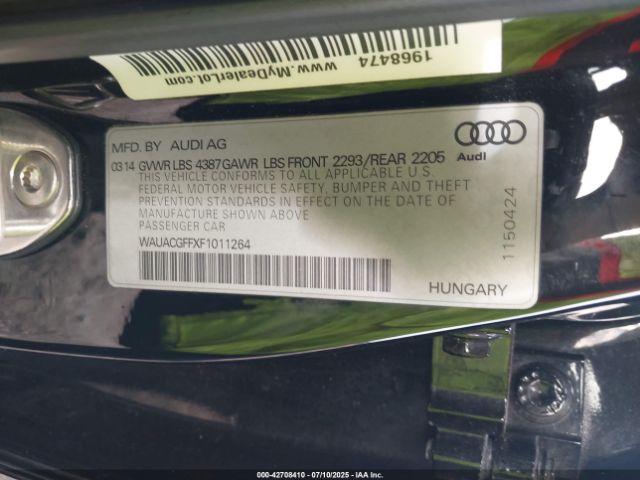 1968474
www.MyDealerLot.com
MFD. BY AUDI AG
03 14 GVWR LBS 4387GAWR LBS FRONT 2293/REAR 2205
THIS VEHICLE CONFORMS TO ALL APPLICABLE U.S.
FEDERAL MOTOR VEHICLE SAFETY, BUMPER AND THEFT
PREVENTION STANDARDS IN EFFECT ON THE DATE OF
MANUFACTURE SHOWN ABOVE
PASSENGER CAR
WAUACGFFXF1011264
Audi
1150424
HUNGARY
000-42708410 - 07/10/2025 - IAA Inc.